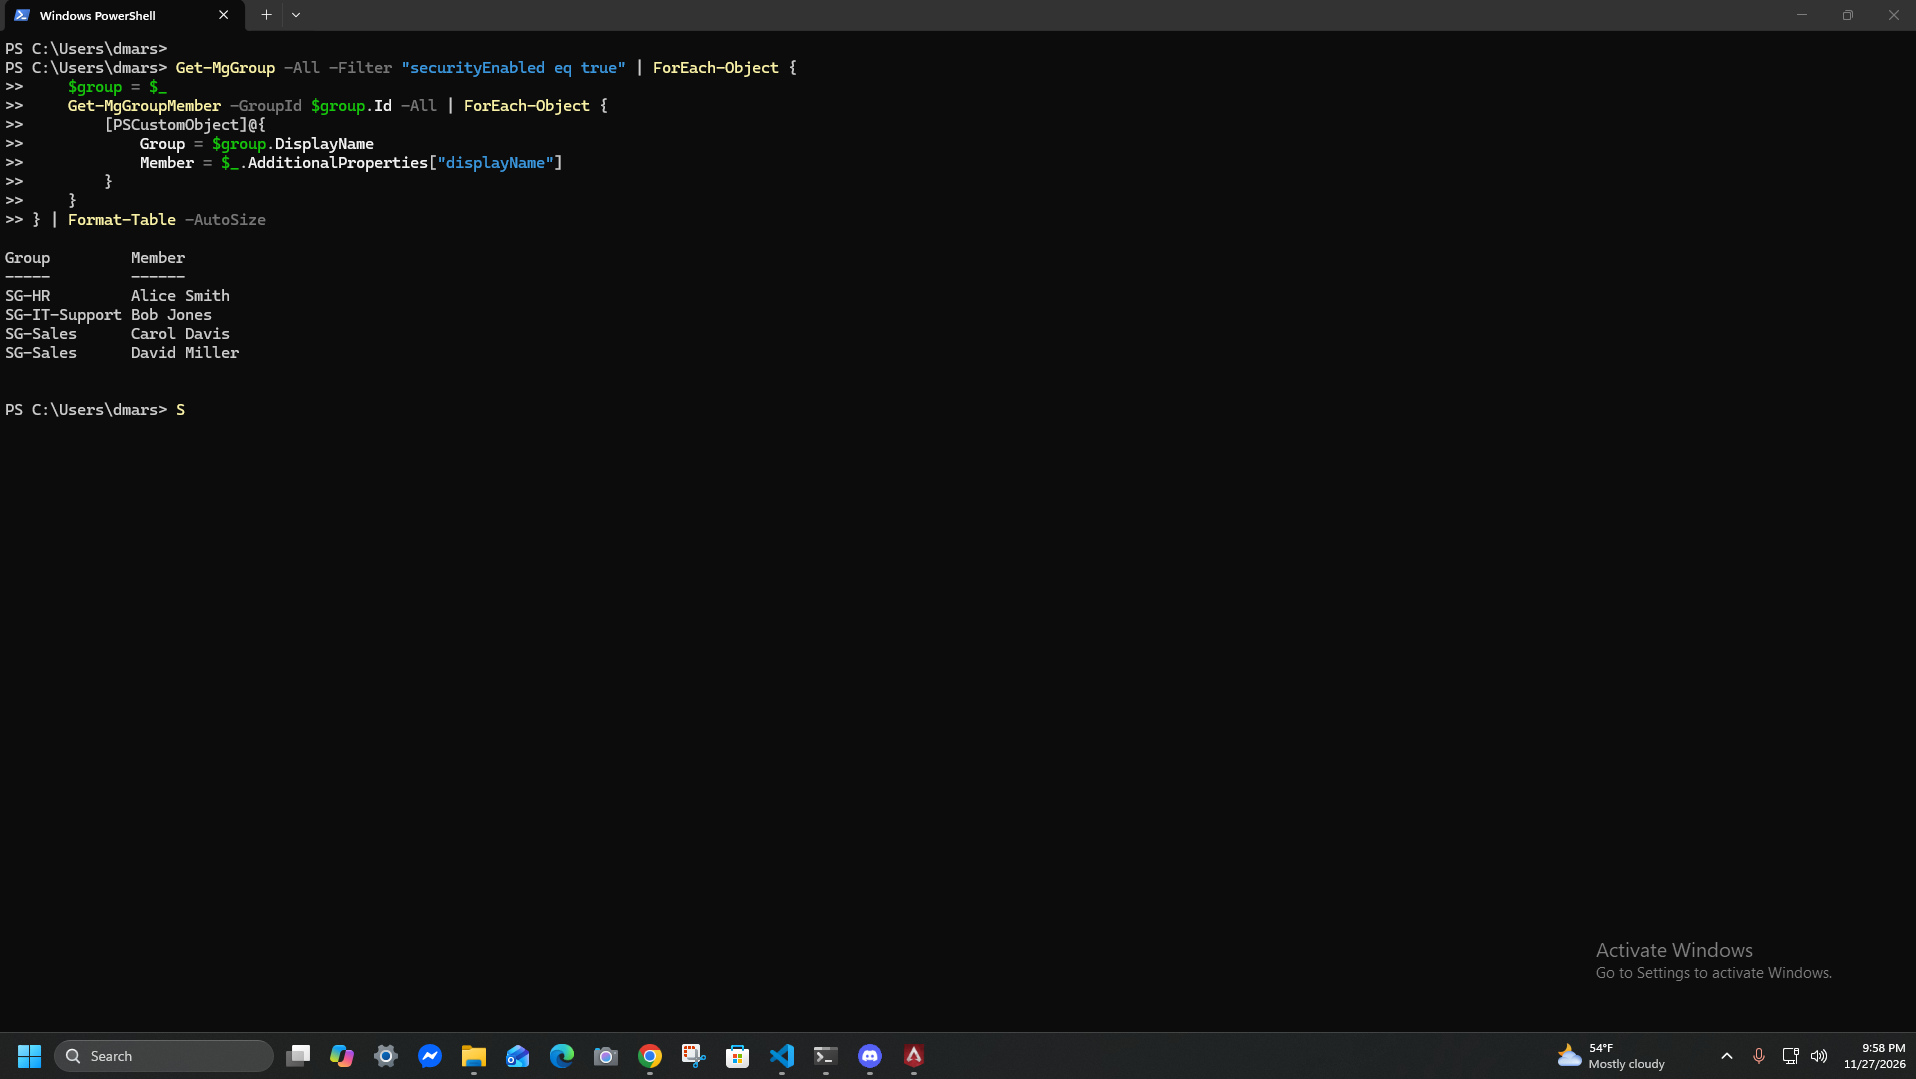 Windows PowerShell
PS C:\Users\dmars>
PS C:\Users\dmars> Get-MgGroup -All -Filter "securityEnabled eq true" | ForEach-Object {
>>     $group = $_
>>     Get-MgGroupMember -GroupId $group.Id -All | ForEach-Object {
>>         [PSCustomObject]@{
>>             Group = $group.DisplayName
>>             Member = $_.AdditionalProperties["displayName"]
>>         }
>>     }
>> } | Format-Table -AutoSize
Group         Member
-----         ------
SG-HR         Alice Smith
SG-IT-Support Bob Jones
SG-Sales      Carol Davis
SG-Sales      David Miller
PS C:\Users\dmars> S
Activate Windows
Go to Settings to activate Windows.
Search
54°F
Mostly cloudy
9:58 PM
11/27/2026